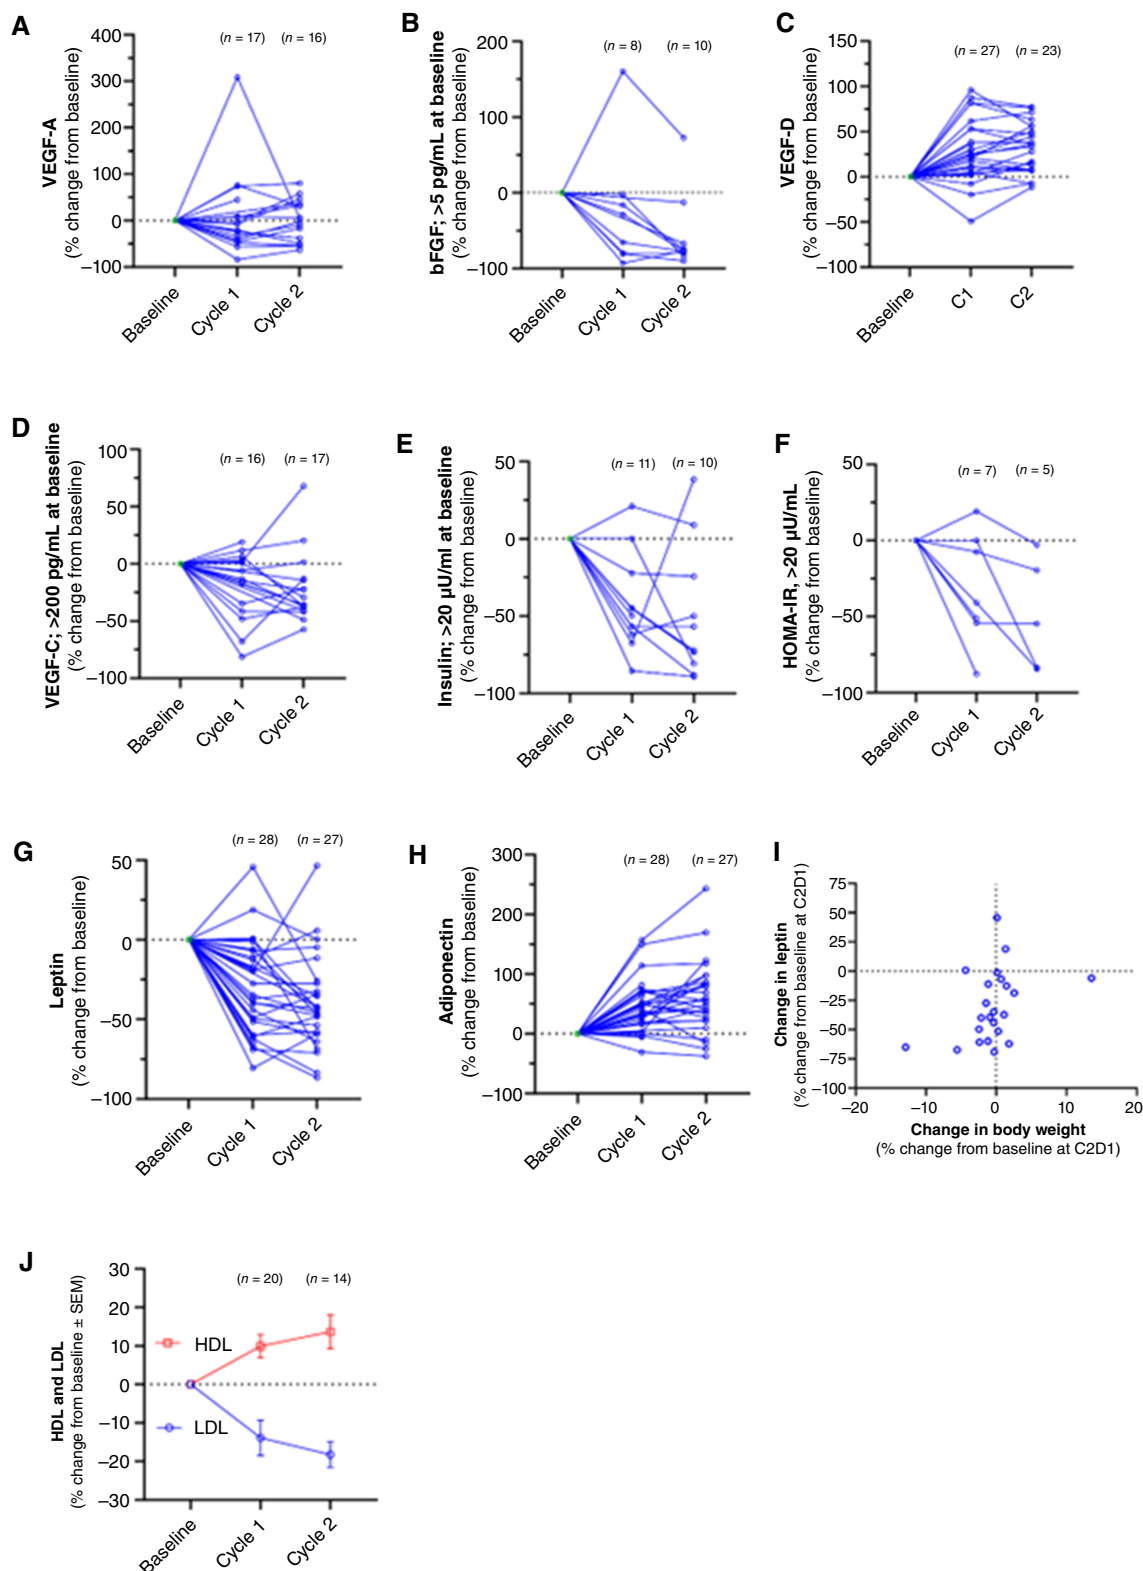 A
VEGF-A
(% change from baseline)
400
300
200
100
0
–100
(n = 17) (n = 16)
Baseline
Cycle 1
Cycle 2
B
bFGF; >5 pg/mL at baseline
(% change from baseline)
200
100
0
–100
(n = 8) (n = 10)
Baseline
Cycle 1
Cycle 2
C
VEGF-D
(% change from baseline)
150
100
50
0
–50
–100
(n = 27) (n = 23)
Baseline
C1
C2
D
VEGF-C; >200 pg/mL at baseline
(% change from baseline)
100
50
0
–50
–100
(n = 16) (n = 17)
Baseline
Cycle 1
Cycle 2
E
Insulin; >20 µU/ml at baseline
(% change from baseline)
50
0
–50
–100
(n = 11) (n = 10)
Baseline
Cycle 1
Cycle 2
F
HOMA-IR, >20 µU/mL
(% change from baseline)
50
0
–50
–100
(n = 7) (n = 5)
Baseline
Cycle 1
Cycle 2
G
Leptin
(% change from baseline)
50
0
–50
–100
(n = 28) (n = 27)
Baseline
Cycle 1
Cycle 2
H
Adiponectin
(% change from baseline)
300
200
100
0
–100
(n = 28) (n = 27)
Baseline
Cycle 1
Cycle 2
I
Change in leptin
(% change from baseline at C2D1)
75
50
25
0
–25
–50
–75
–100
–20 –10 0 10 20
Change in body weight
(% change from baseline at C2D1)
J
HDL and LDL
(% change from baseline ± SEM)
30
20
10
0
–10
–20
–30
(n = 20) (n = 14)
HDL
LDL
Baseline
Cycle 1
Cycle 2